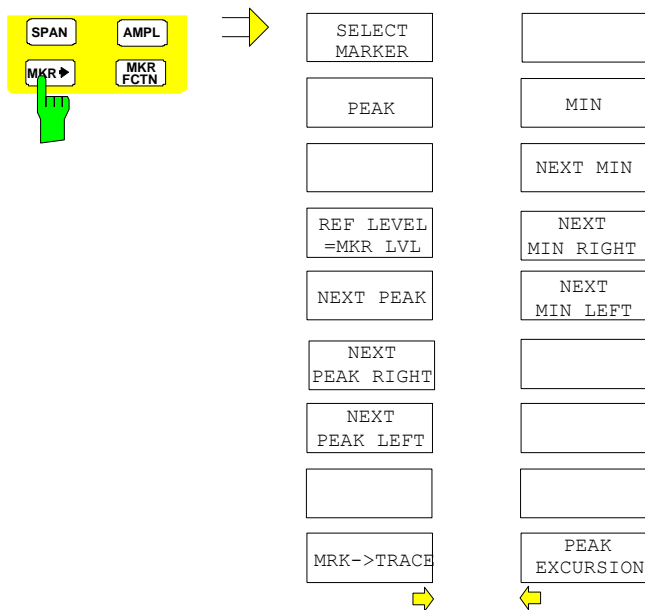 SPAN
AMPL
MKR
MKR
FCTN
SELECT
MARKER
PEAK
REF LEVEL
=MKR LVL
NEXT PEAK
NEXT
PEAK RIGHT
NEXT
PEAK LEFT
MRK->TRACE
MIN
NEXT MIN
NEXT
MIN RIGHT
NEXT
MIN LEFT
PEAK
EXCURSION